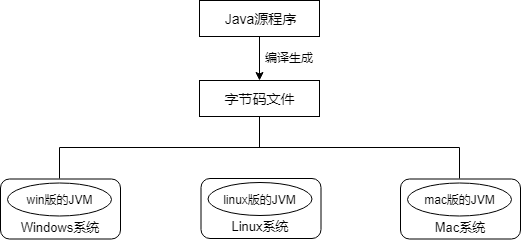 Java源程序
编译生成
字节码文件
win版的JVM
Windows系统
linux版的JVM
Linux系统
mac版的JVM
Mac系统